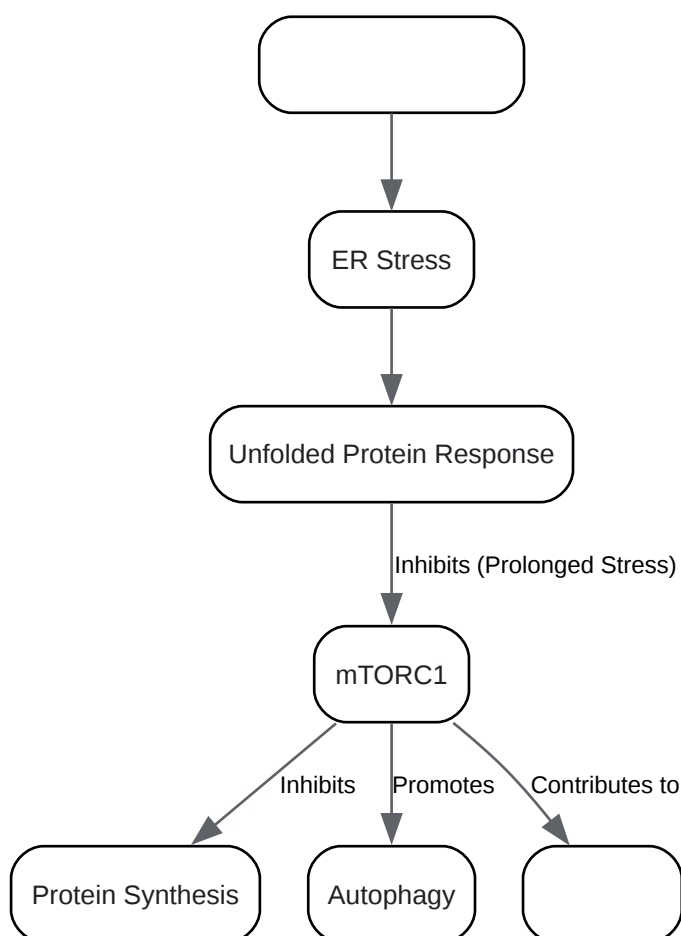 ER Stress
Unfolded Protein Response
Inhibits (Prolonged Stress)
mTORC1
Inhibits
Promotes
Contributes to
Protein Synthesis
Autophagy